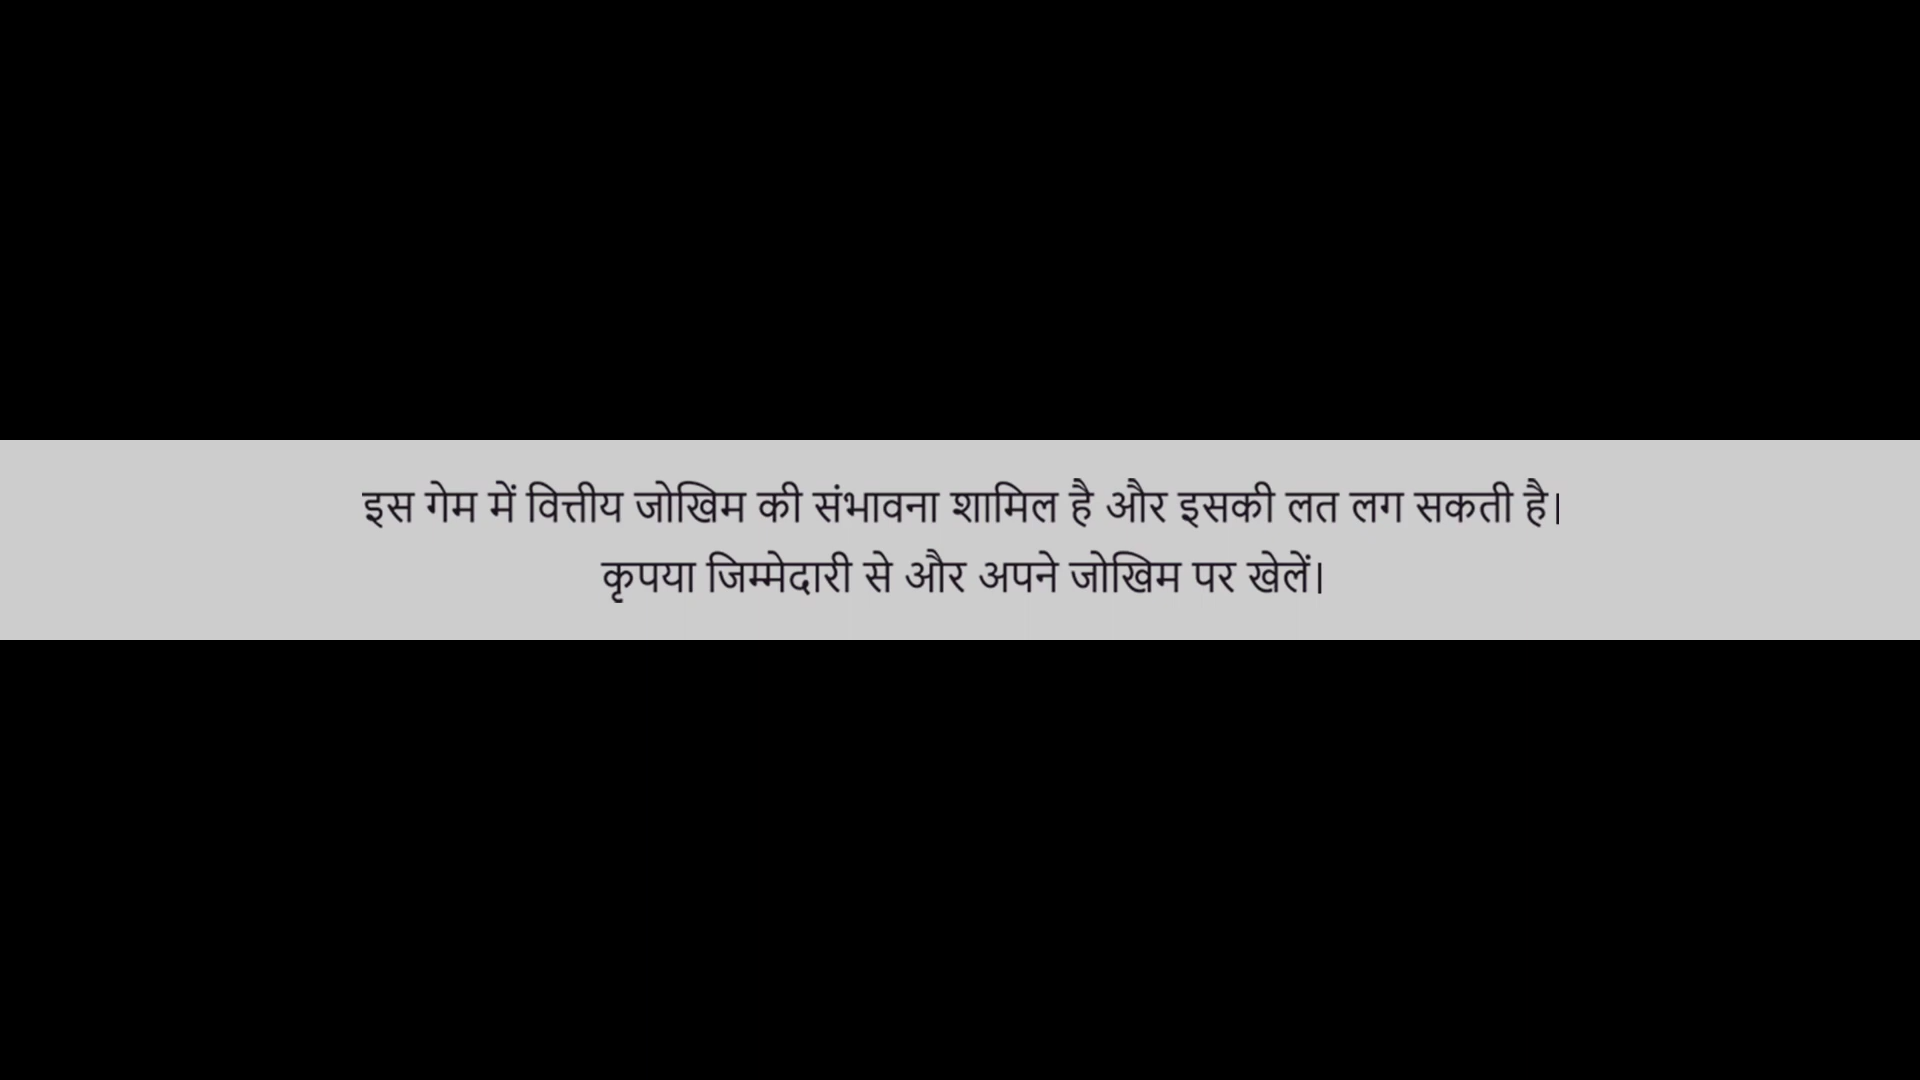 इस गेम में वित्तीय जोखिम की संभावना शामिल है और इसकी लत लग सकती है।
कृपया जिम्मेदारी से और अपने जोखिम पर खेलें।